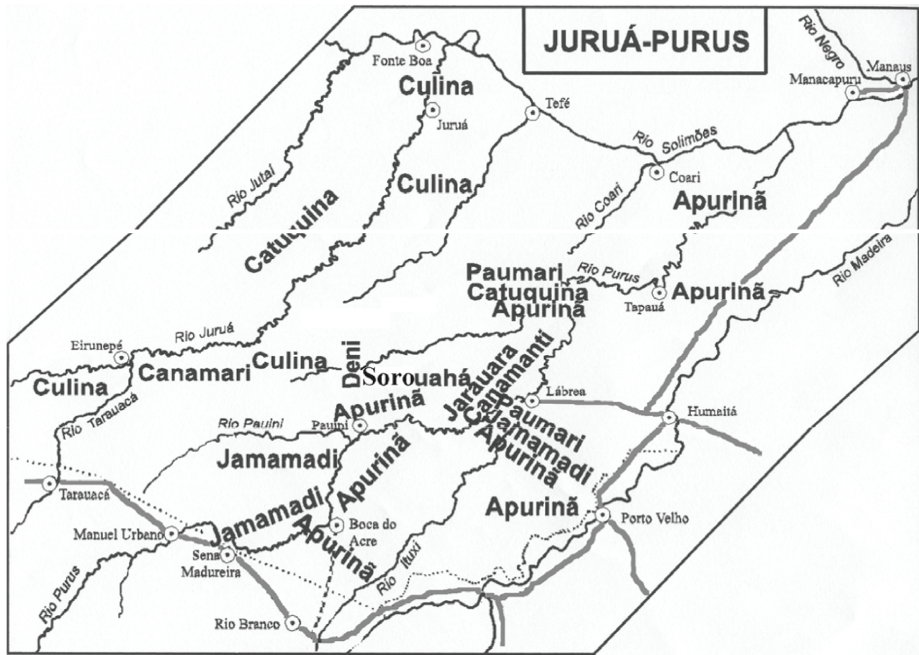 JURUÁ-PURUS
Rio Negro
Manaus
Manacapuru
Fonte Boa
Culina
Juruá
Tefé
Rio Solimões
Rio Jutaí
Culina
Coari
Rio Coari
Apurinã
Catuquina
Rio Madeira
Paumari
Catuquina
Apurinã
Rio Purus
Tapauá
Apurinã
Rio Juruá
Eirunepé
Culina
Canamari
Culina
Deni
Sorouahá
Jarauara
Canamanti
Lábrea
Paumari
Jamamadi
Apurinã
Humaitá
Rio Tarauacá
Apurinã
Pauini
Rio Pauini
Jamamadi
Apurinã
Tarauacá
Apurinã
Porto Velho
Manuel Urbano
Jamamadi
Apurinã
Boca do
Acre
Sena
Madureira
Rio Ituxi
Rio Purus
Rio Branco